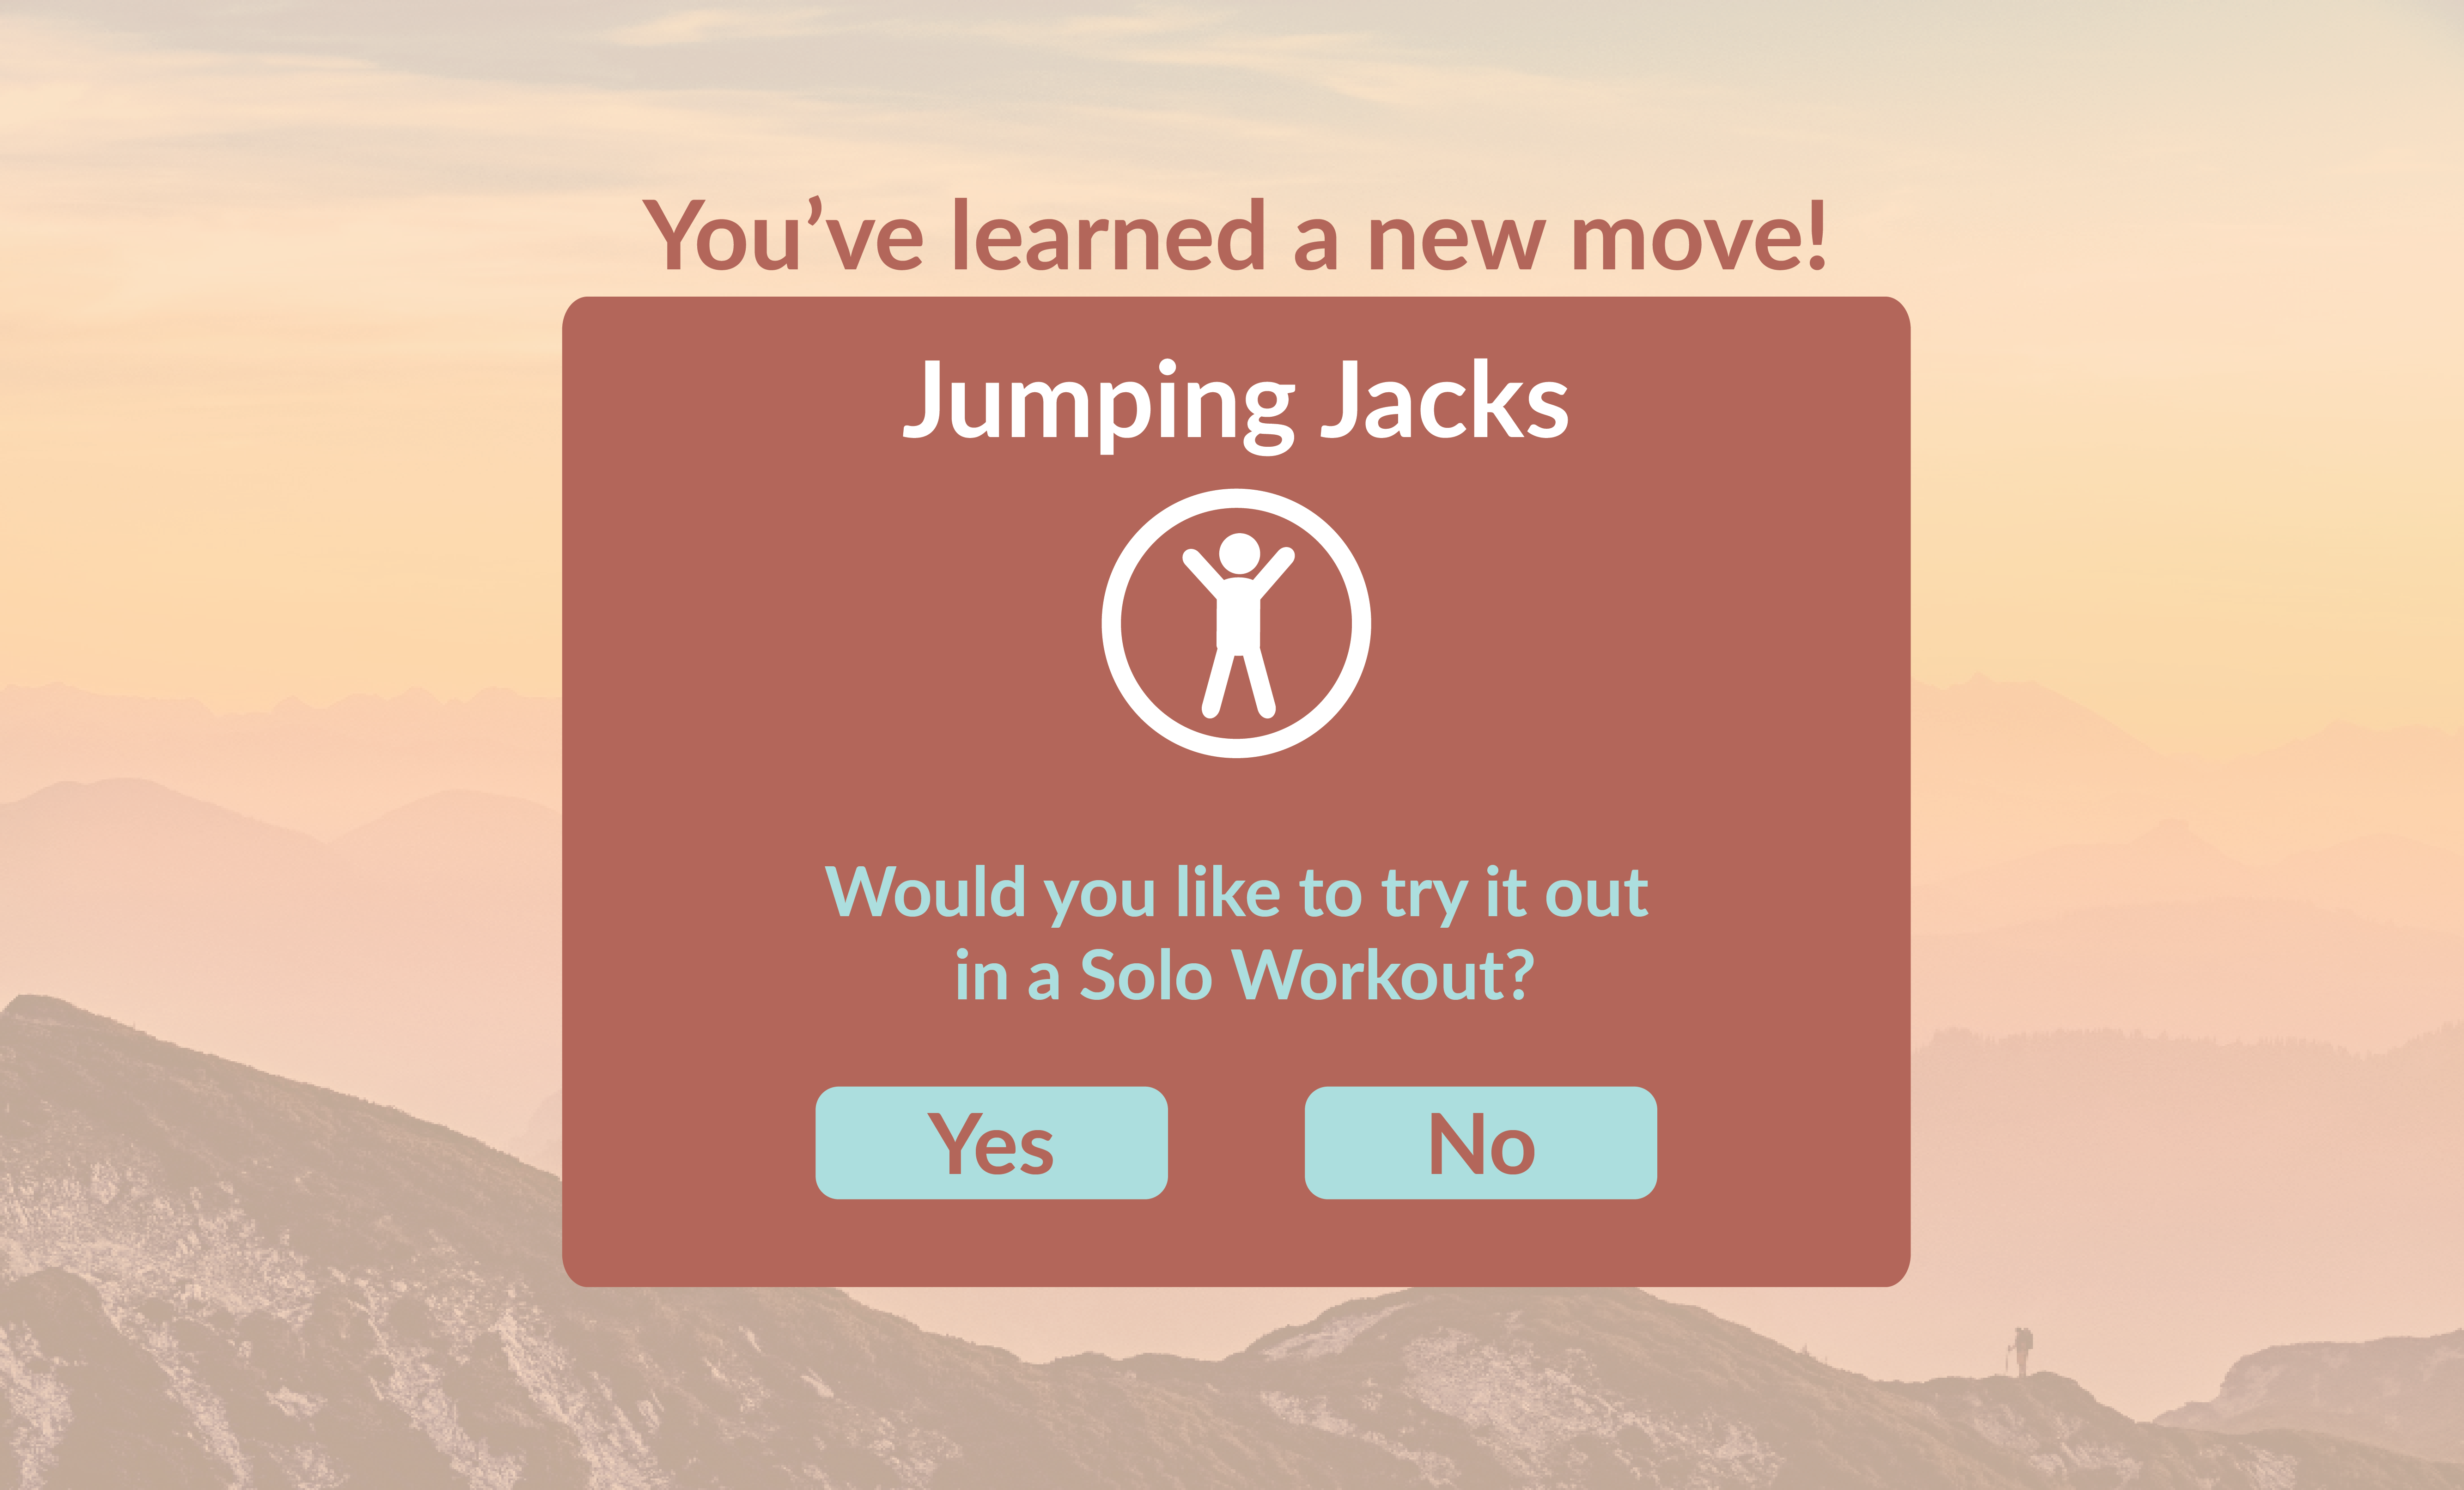 You’ve learned a new move!
Jumping Jacks
Would you like to try it out
in a Solo Workout?
Yes
No